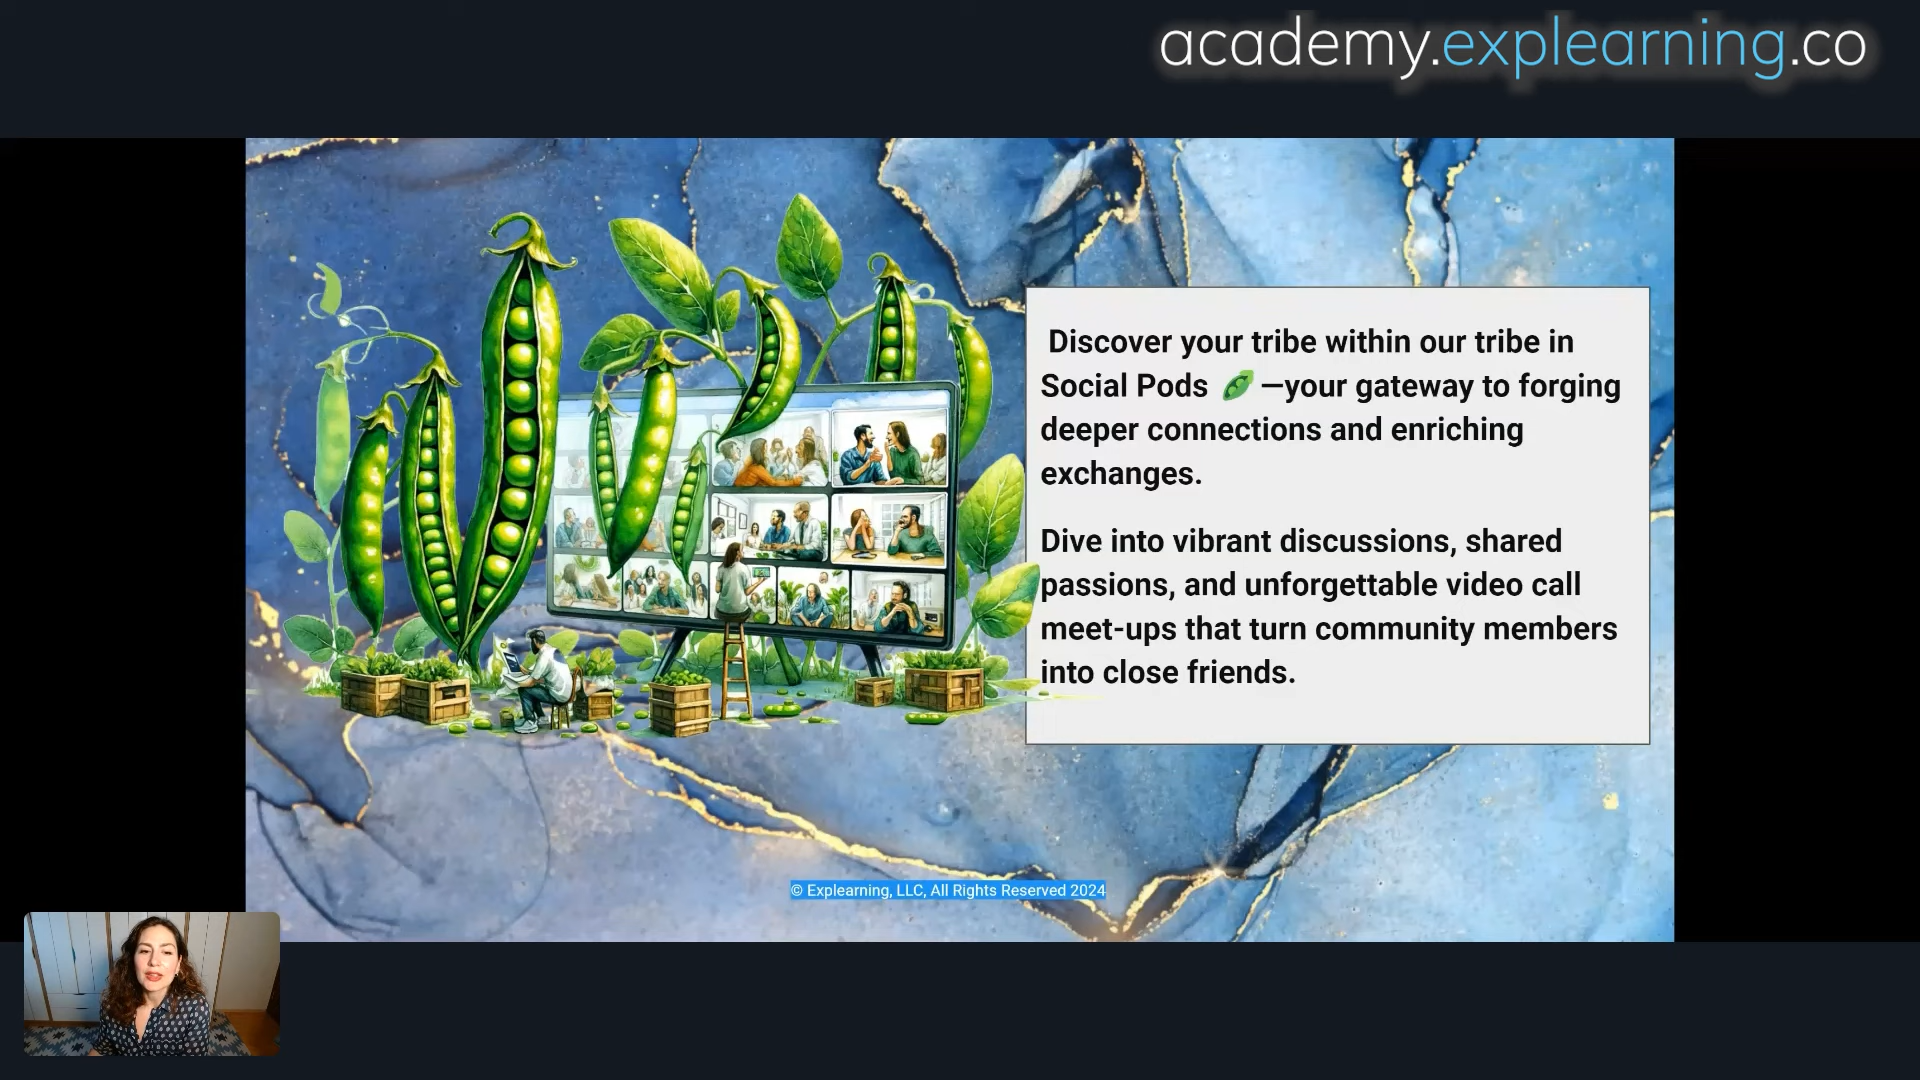 academy.explearning.co
Discover your tribe within our tribe in
Social Pods 🫛—your gateway to forging
deeper connections and enriching
exchanges.
Dive into vibrant discussions, shared
passions, and unforgettable video call
meet-ups that turn community members
into close friends.
© Explearning, LLC, All Rights Reserved 2024